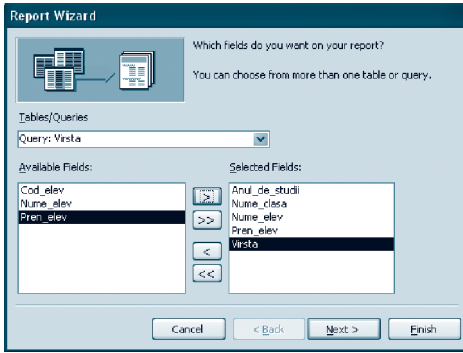 Report Wizard
Which fields do you want on your report?
You can choose from more than one table or query.
Tables/Queries
Query: Virsta
Available Fields:
Cod_elev
Nume_elev
Pren_elev
>
>>
<
<<
Selected Fields:
Anul_de_studii
Nume_clasa
Nume_elev
Pren_elev
Virsta
Cancel
< Back
Next >
Finish